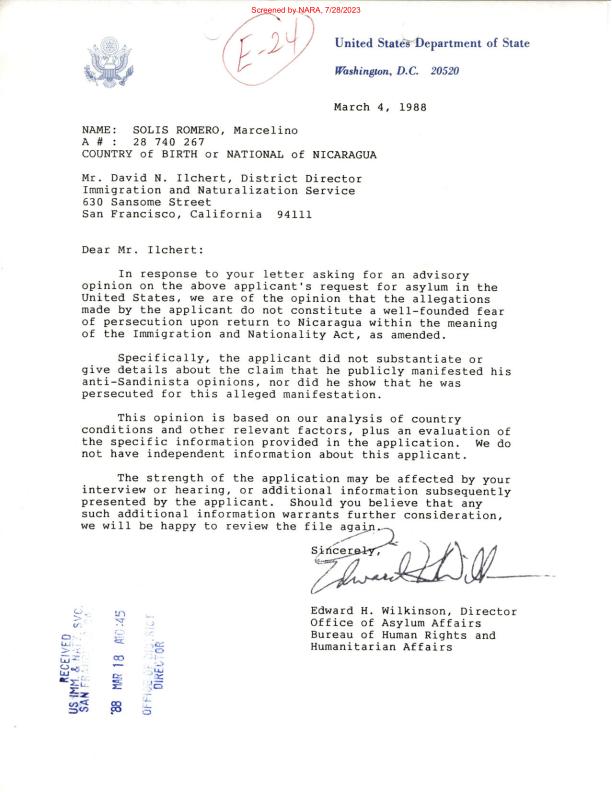 Screened by NARA, 7/28/2023
E-24
United States Department of State
Washington, D.C. 20520
March 4, 1988
NAME: SOLIS ROMERO, Marcelino
A # : 28 740 267
COUNTRY of BIRTH or NATIONAL of NICARAGUA
Mr. David N. Ilchert, District Director
Immigration and Naturalization Service
630 Sansome Street
San Francisco, California 94111
Dear Mr. Ilchert:
In response to your letter asking for an advisory
opinion on the above applicant's request for asylum in the
United States, we are of the opinion that the allegations
made by the applicant do not constitute a well-founded fear
of persecution upon return to Nicaragua within the meaning
of the Immigration and Nationality Act, as amended.
Specifically, the applicant did not substantiate or
give details about the claim that he publicly manifested his
anti-Sandinista opinions, nor did he show that he was
persecuted for this alleged manifestation.
This opinion is based on our analysis of country
conditions and other relevant factors, plus an evaluation of
the specific information provided in the application. We do
not have independent information about this applicant.
The strength of the application may be affected by your
interview or hearing, or additional information subsequently
presented by the applicant. Should you believe that any
such additional information warrants further consideration,
we will be happy to review the file again.
Sincerely,
Edward H. Wilkinson, Director
Office of Asylum Affairs
Bureau of Human Rights and
Humanitarian Affairs
RECEIVED
US IMM. & NATZ. SVC.
SAN
'88 MAR 18 A10:45
OFFICE OF DISTRICT
DIRECTOR